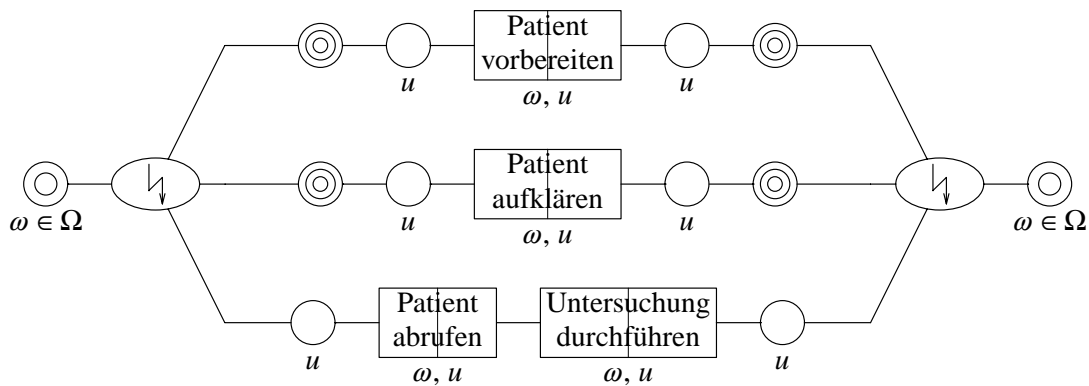 Patient
vorbereiten
u
ω, u
u
Patient
aufklären
ω ∈ Ω
u
ω, u
u
ω ∈ Ω
Patient
abrufen
Untersuchung
durchführen
u
ω, u
ω, u
u